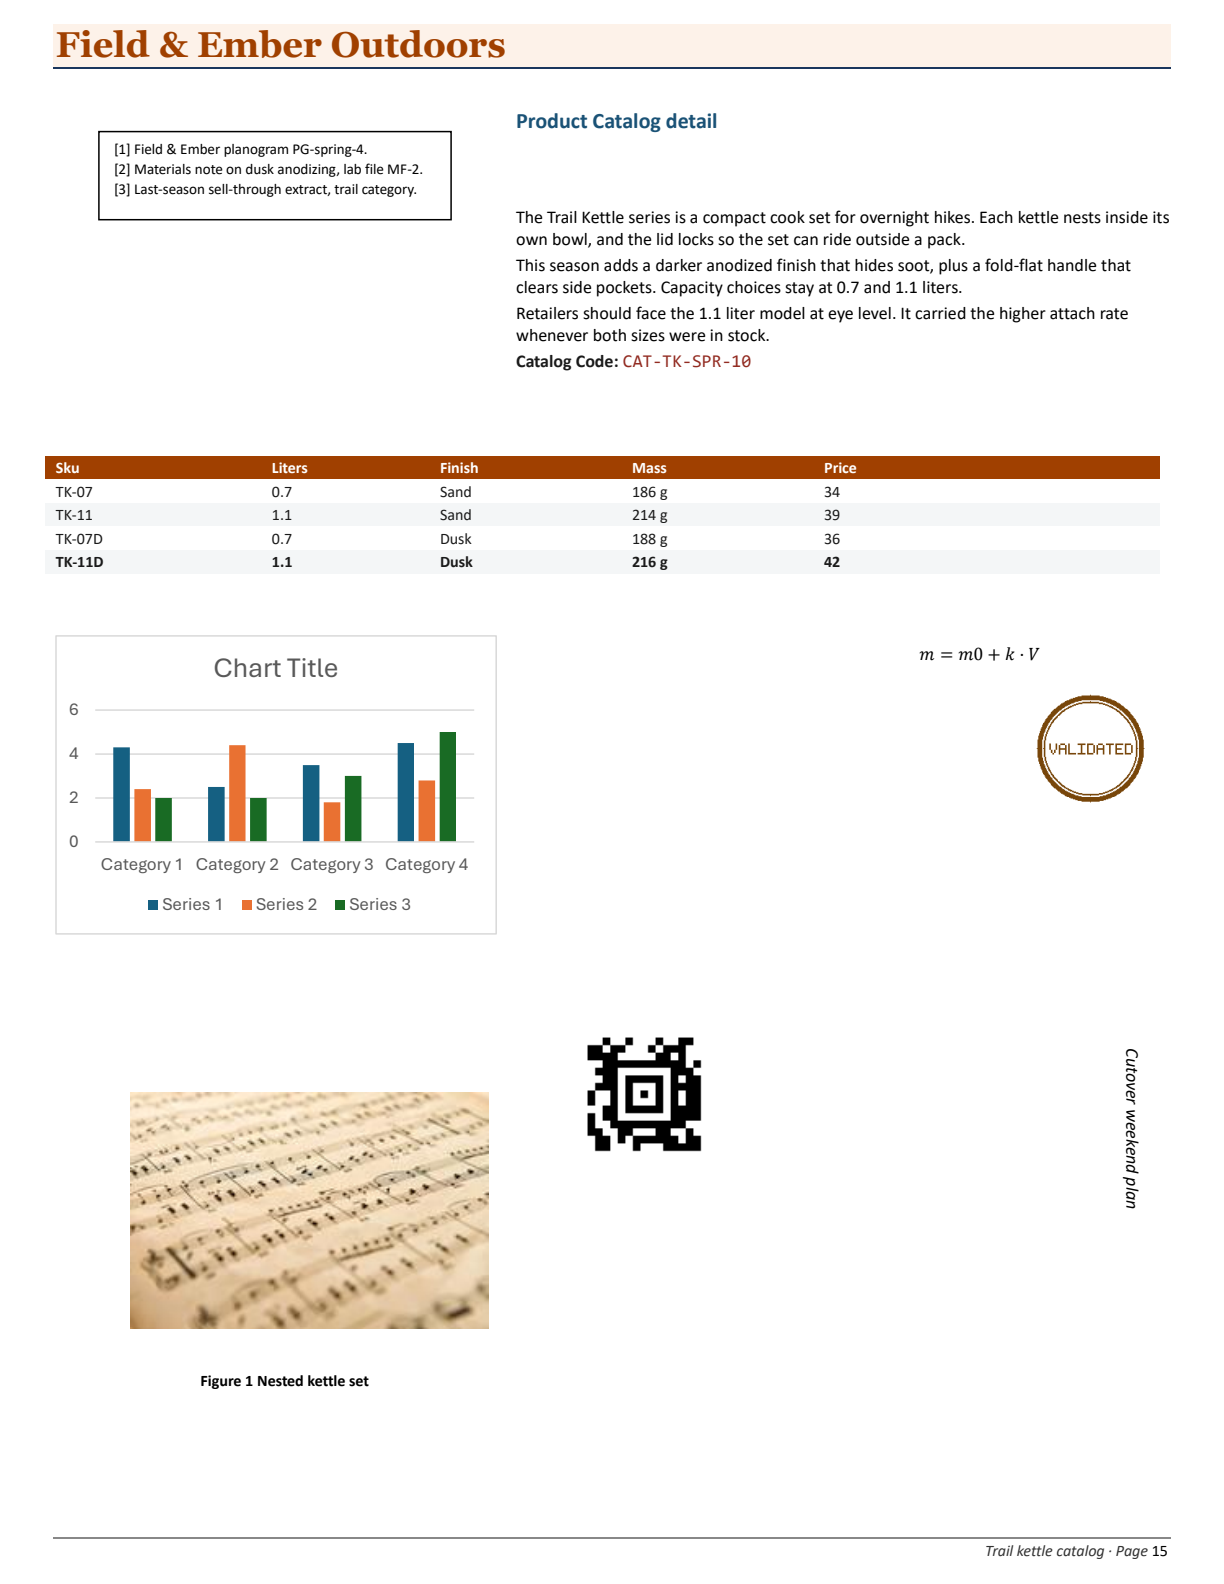 Field & Ember Outdoors
[1] Field & Ember planogram PG-spring-4.
[2] Materials note on dusk anodizing, lab file MF-2.
[3] Last-season sell-through extract, trail category.
Product Catalog detail
The Trail Kettle series is a compact cook set for overnight hikes. Each kettle nests inside its
own bowl, and the lid locks so the set can ride outside a pack.
This season adds a darker anodized finish that hides soot, plus a fold-flat handle that
clears side pockets. Capacity choices stay at 0.7 and 1.1 liters.
Retailers should face the 1.1 liter model at eye level. It carried the higher attach rate
whenever both sizes were in stock.
Catalog Code: CAT-TK-SPR-10
Sku Liters Finish Mass Price
TK-07 0.7 Sand 186 g 34
TK-11 1.1 Sand 214 g 39
TK-07D 0.7 Dusk 188 g 36
TK-11D 1.1 Dusk 216 g 42
Chart Title
6
4
2
0
Category 1 Category 2 Category 3 Category 4
Series 1 Series 2 Series 3
m = m0 + k · V
VALIDATED
Cutover weekend plan
Figure 1 Nested kettle set
Trail kettle catalog · Page 15